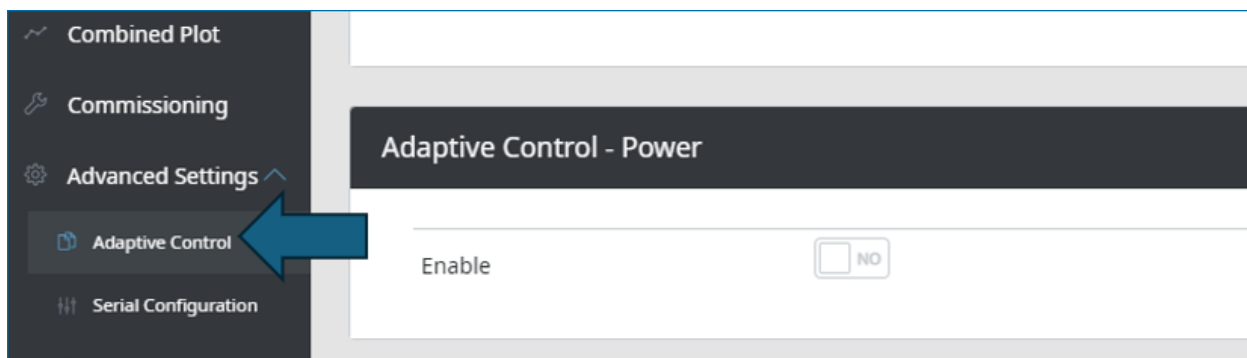 Combined Plot
Commissioning
Advanced Settings
Adaptive Control
Serial Configuration
Adaptive Control - Power
Enable
NO